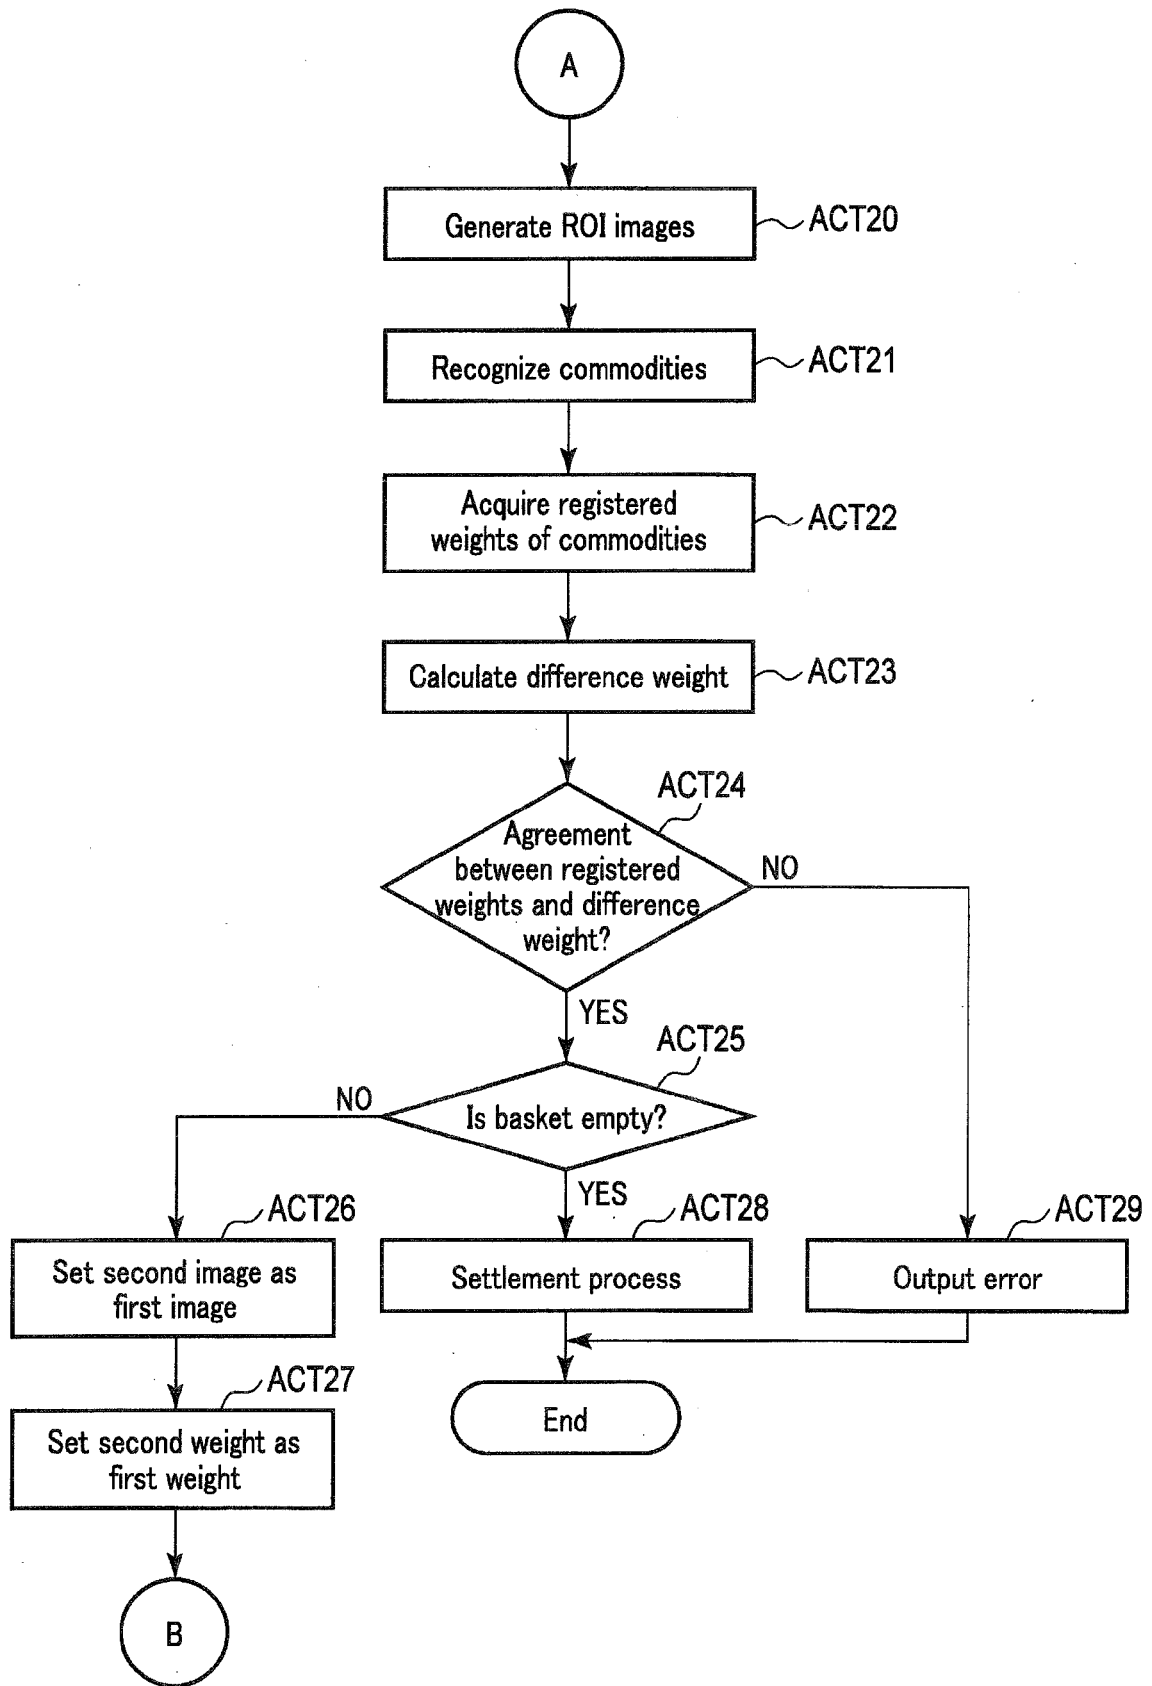 A
Generate ROI images
ACT20
Recognize commodities
ACT21
Acquire registered
weights of commodities
ACT22
Calculate difference weight
ACT23
ACT24
Agreement
between registered
weights and difference
weight?
NO
YES
ACT25
Is basket empty?
NO
YES
ACT26
Set second image as
first image
ACT28
Settlement process
ACT29
Output error
ACT27
Set second weight as
first weight
End
B